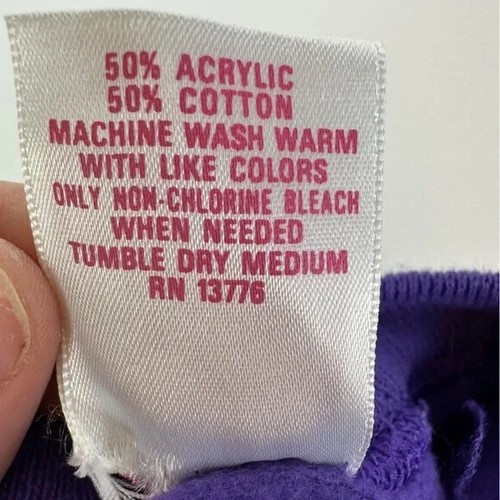 50% ACRYLIC
50% COTTON
MACHINE WASH WARM
WITH LIKE COLORS
ONLY NON-CHLORINE BLEACH
WHEN NEEDED
TUMBLE DRY MEDIUM
RN 13776